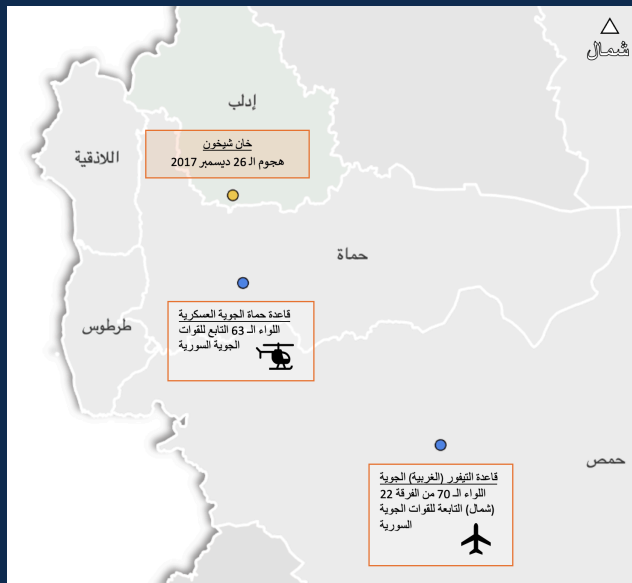 شمال
إدلب
اللاذقية
خان شيخون
هجوم الـ 26 ديسمبر 2017
حماة
طرطوس
قاعدة حماة الجوية العسكرية
اللواء الـ 63 التابع للقوات
الجوية السورية
حمص
قاعدة التيفور (الغربية) الجوية
اللواء الـ 70 من الفرقة 22
(شمال) التابعة للقوات الجوية
السورية